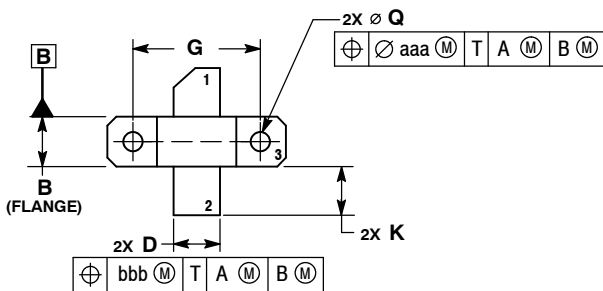 2X ⌀ Q
⌖ ⌀ aaa Ⓜ T A Ⓜ B Ⓜ
G
B
1
3
B
(FLANGE)
2
2X K
2X D
⌖ bbb Ⓜ T A Ⓜ B Ⓜ